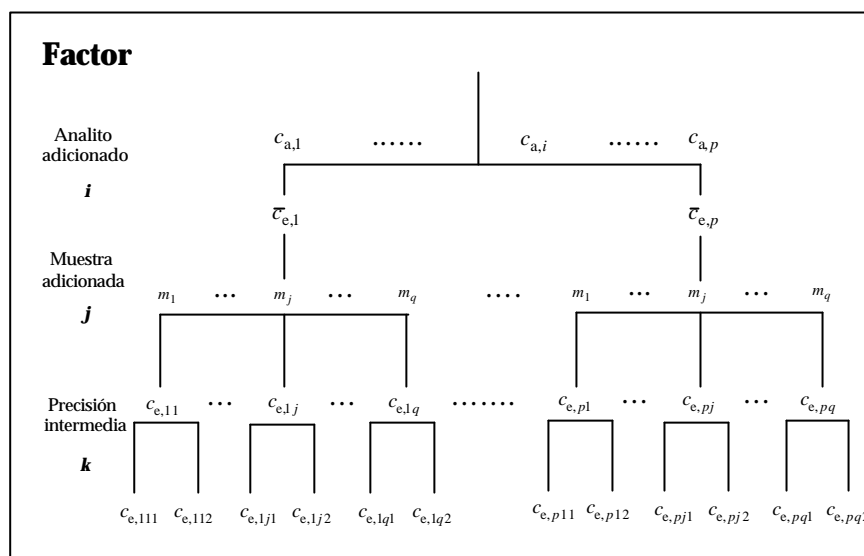 Factor
Analito
adicionado
i
c_a,1 ...... c_a,i ...... c_a,p
c̅_e,1 c̅_e,p
Muestra
adicionada
j
m_1 ... m_j ... m_q .... m_1 ... m_j ... m_q
Precisión
intermedia
k
c_e,11 ... c_e,1j ... c_e,1q ....... c_e,p1 ... c_e,pj ... c_e,pq
c_e,111 c_e,112 c_e,1j1 c_e,1j2 c_e,1q1 c_e,1q2 c_e,p11 c_e,p12 c_e,pj1 c_e,pj2 c_e,pq1 c_e,pq2